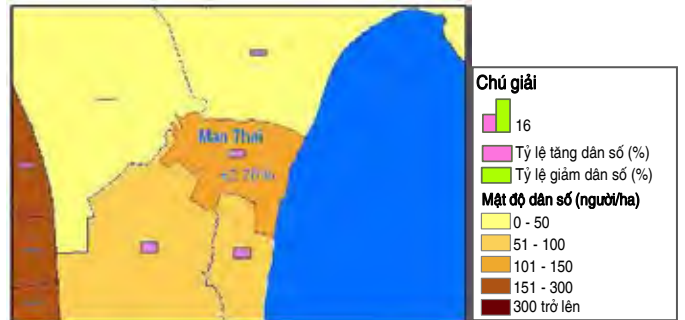 Man Thai
Chú giải
16
Tỷ lệ tăng dân số (%)
Tỷ lệ giảm dân số (%)
Mật độ dân số (người/ha)
0 - 50
51 - 100
101 - 150
151 - 300
300 trở lên